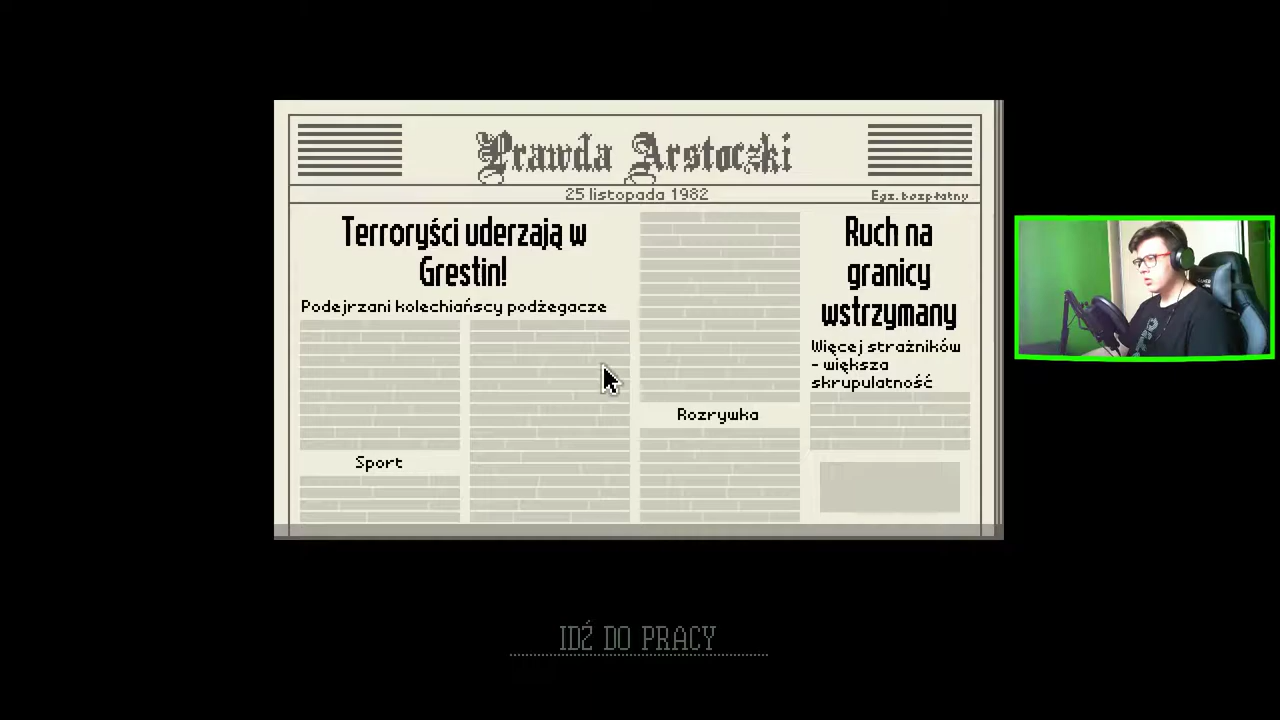 Prawda Arstoczki
25 listopada 1982
Egz. bezpłatny
Terroryści uderzają w
Grestin!
Podejrzani kolechiańscy podżegacze
Sport
Rozrywka
Ruch na
granicy
wstrzymany
Więcej strażników
- większa
skrupulatność
IDŹ DO PRACY